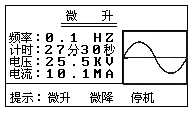 微 升
频率:0.1 HZ
计时:27分30秒
电压:25.5KV
电流:10.1MA
提示: 微升 微降 停机